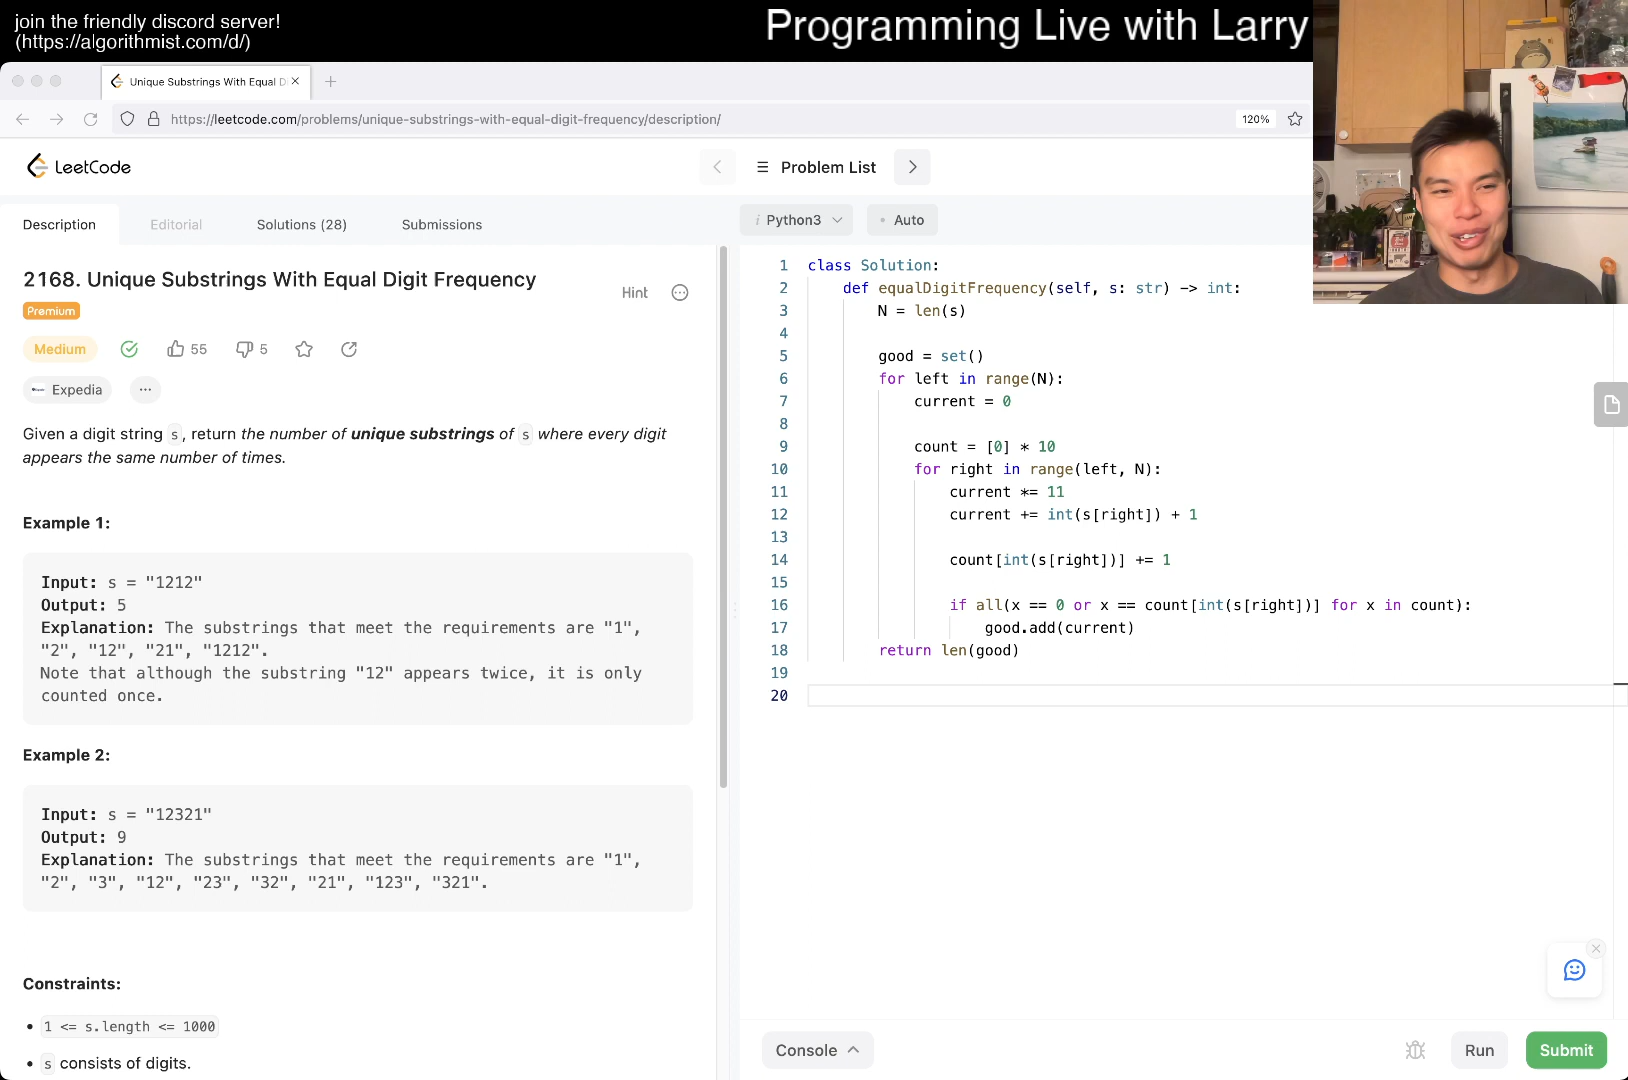 join the friendly discord server!
(https://algorithmist.com/d/)
Programming Live with Larry
Unique Substrings With Equal D
https://leetcode.com/problems/unique-substrings-with-equal-digit-frequency/description/
120%
LeetCode
Problem List
Description
Editorial
Solutions (28)
Submissions
i Python3
Auto
2168. Unique Substrings With Equal Digit Frequency
Hint
Premium
Medium
55
5
Expedia
Given a digit string s, return the number of unique substrings of s where every digit
appears the same number of times.
Example 1:
Input: s = "1212"
Output: 5
Explanation: The substrings that meet the requirements are "1",
"2", "12", "21", "1212".
Note that although the substring "12" appears twice, it is only
counted once.
Example 2:
Input: s = "12321"
Output: 9
Explanation: The substrings that meet the requirements are "1",
"2", "3", "12", "23", "32", "21", "123", "321".
Constraints:
• 1 <= s.length <= 1000
• s consists of digits.
1 class Solution:
2 def equalDigitFrequency(self, s: str) -> int:
3 N = len(s)
4
5 good = set()
6 for left in range(N):
7 current = 0
8
9 count = [0] * 10
10 for right in range(left, N):
11 current *= 11
12 current += int(s[right]) + 1
13
14 count[int(s[right])] += 1
15
16 if all(x == 0 or x == count[int(s[right])] for x in count):
17 good.add(current)
18 return len(good)
19
20
Console
Run
Submit